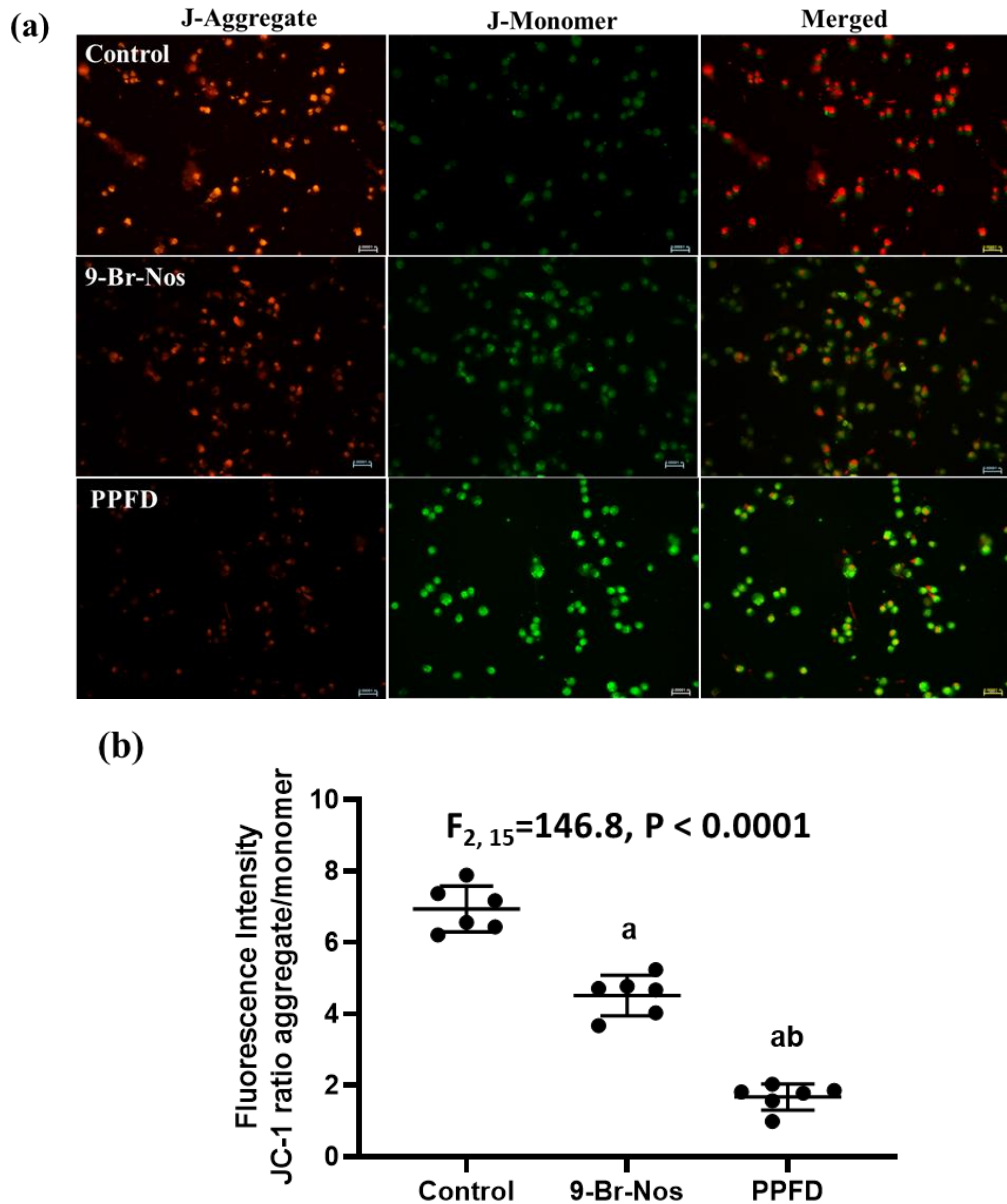 (a)
J-Aggregate
J-Monomer
Merged
Control
9-Br-Nos
PPFD
(b)
Fluorescence Intensity
JC-1 ratio aggregate/monomer
10
8
6
4
2
0
F2, 15=146.8, P < 0.0001
a
ab
Control
9-Br-Nos
PPFD